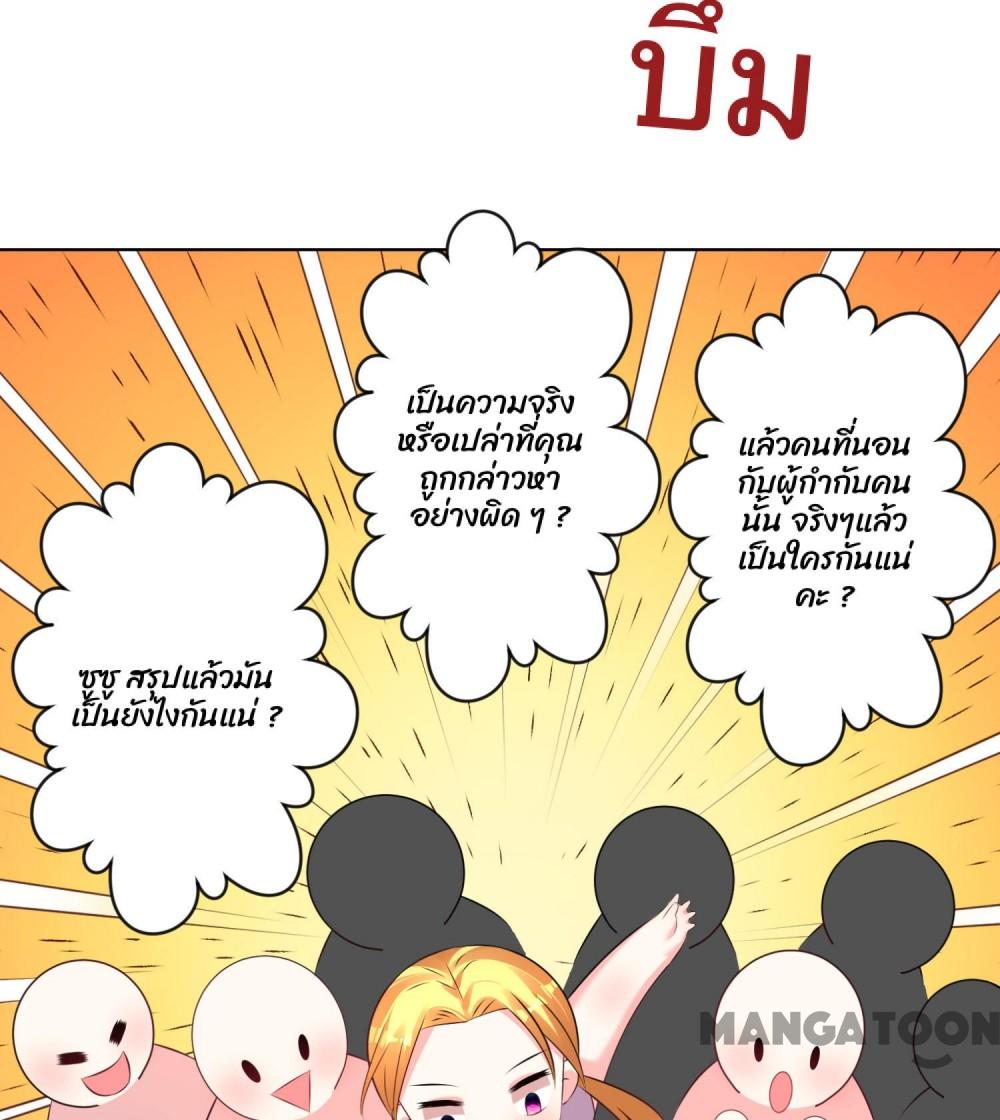 บึม
เป็นความจริง
หรือเปล่าที่คุณ
ถูกกล่าวหา
อย่างผิด ๆ ?
แล้วคนที่นอน
กับผู้กำกับคน
นั้น จริงๆแล้ว
เป็นใครกันแน่
คะ ?
ซูซู สรุปแล้วมัน
เป็นยังไงกันแน่ ?
MANGATOON